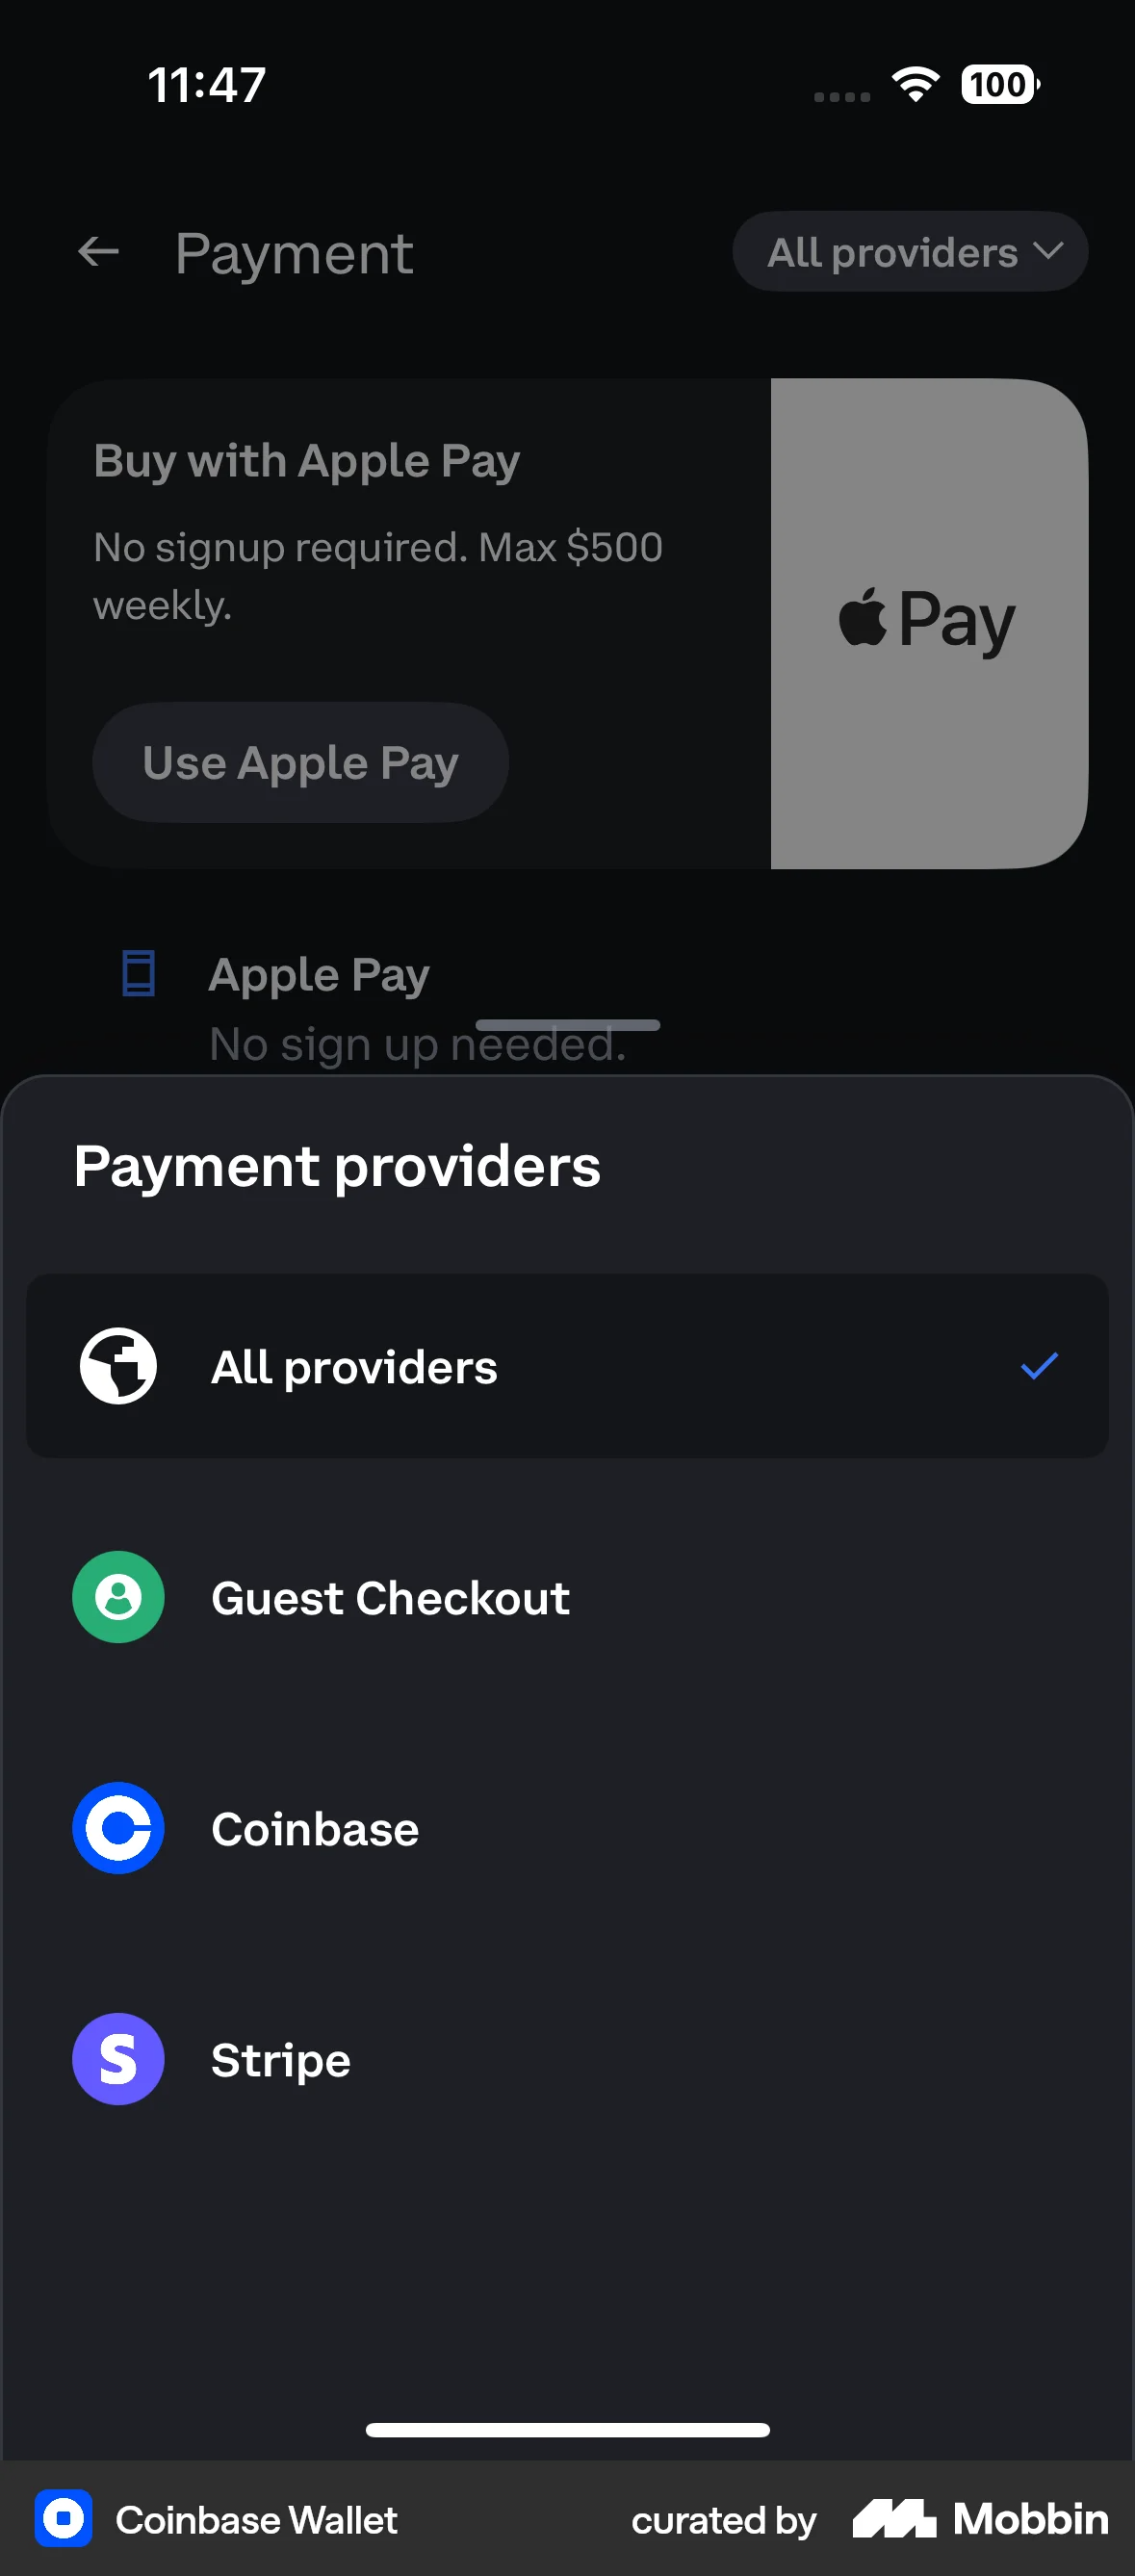 11:47
100
Payment
All providers
Buy with Apple Pay
No signup required. Max $500
weekly.
Pay
Use Apple Pay
Apple Pay
No sign up needed.
Payment providers
All providers
Guest Checkout
Coinbase
Stripe
Coinbase Wallet
curated by Mobbin